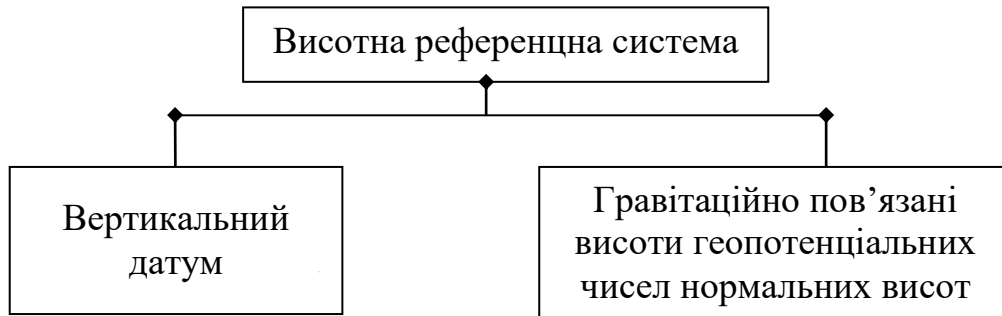 Висотна референцна система
Вертикальний
датум
Гравітаційно пов’язані
висоти геопотенціальних
чисел нормальних висот